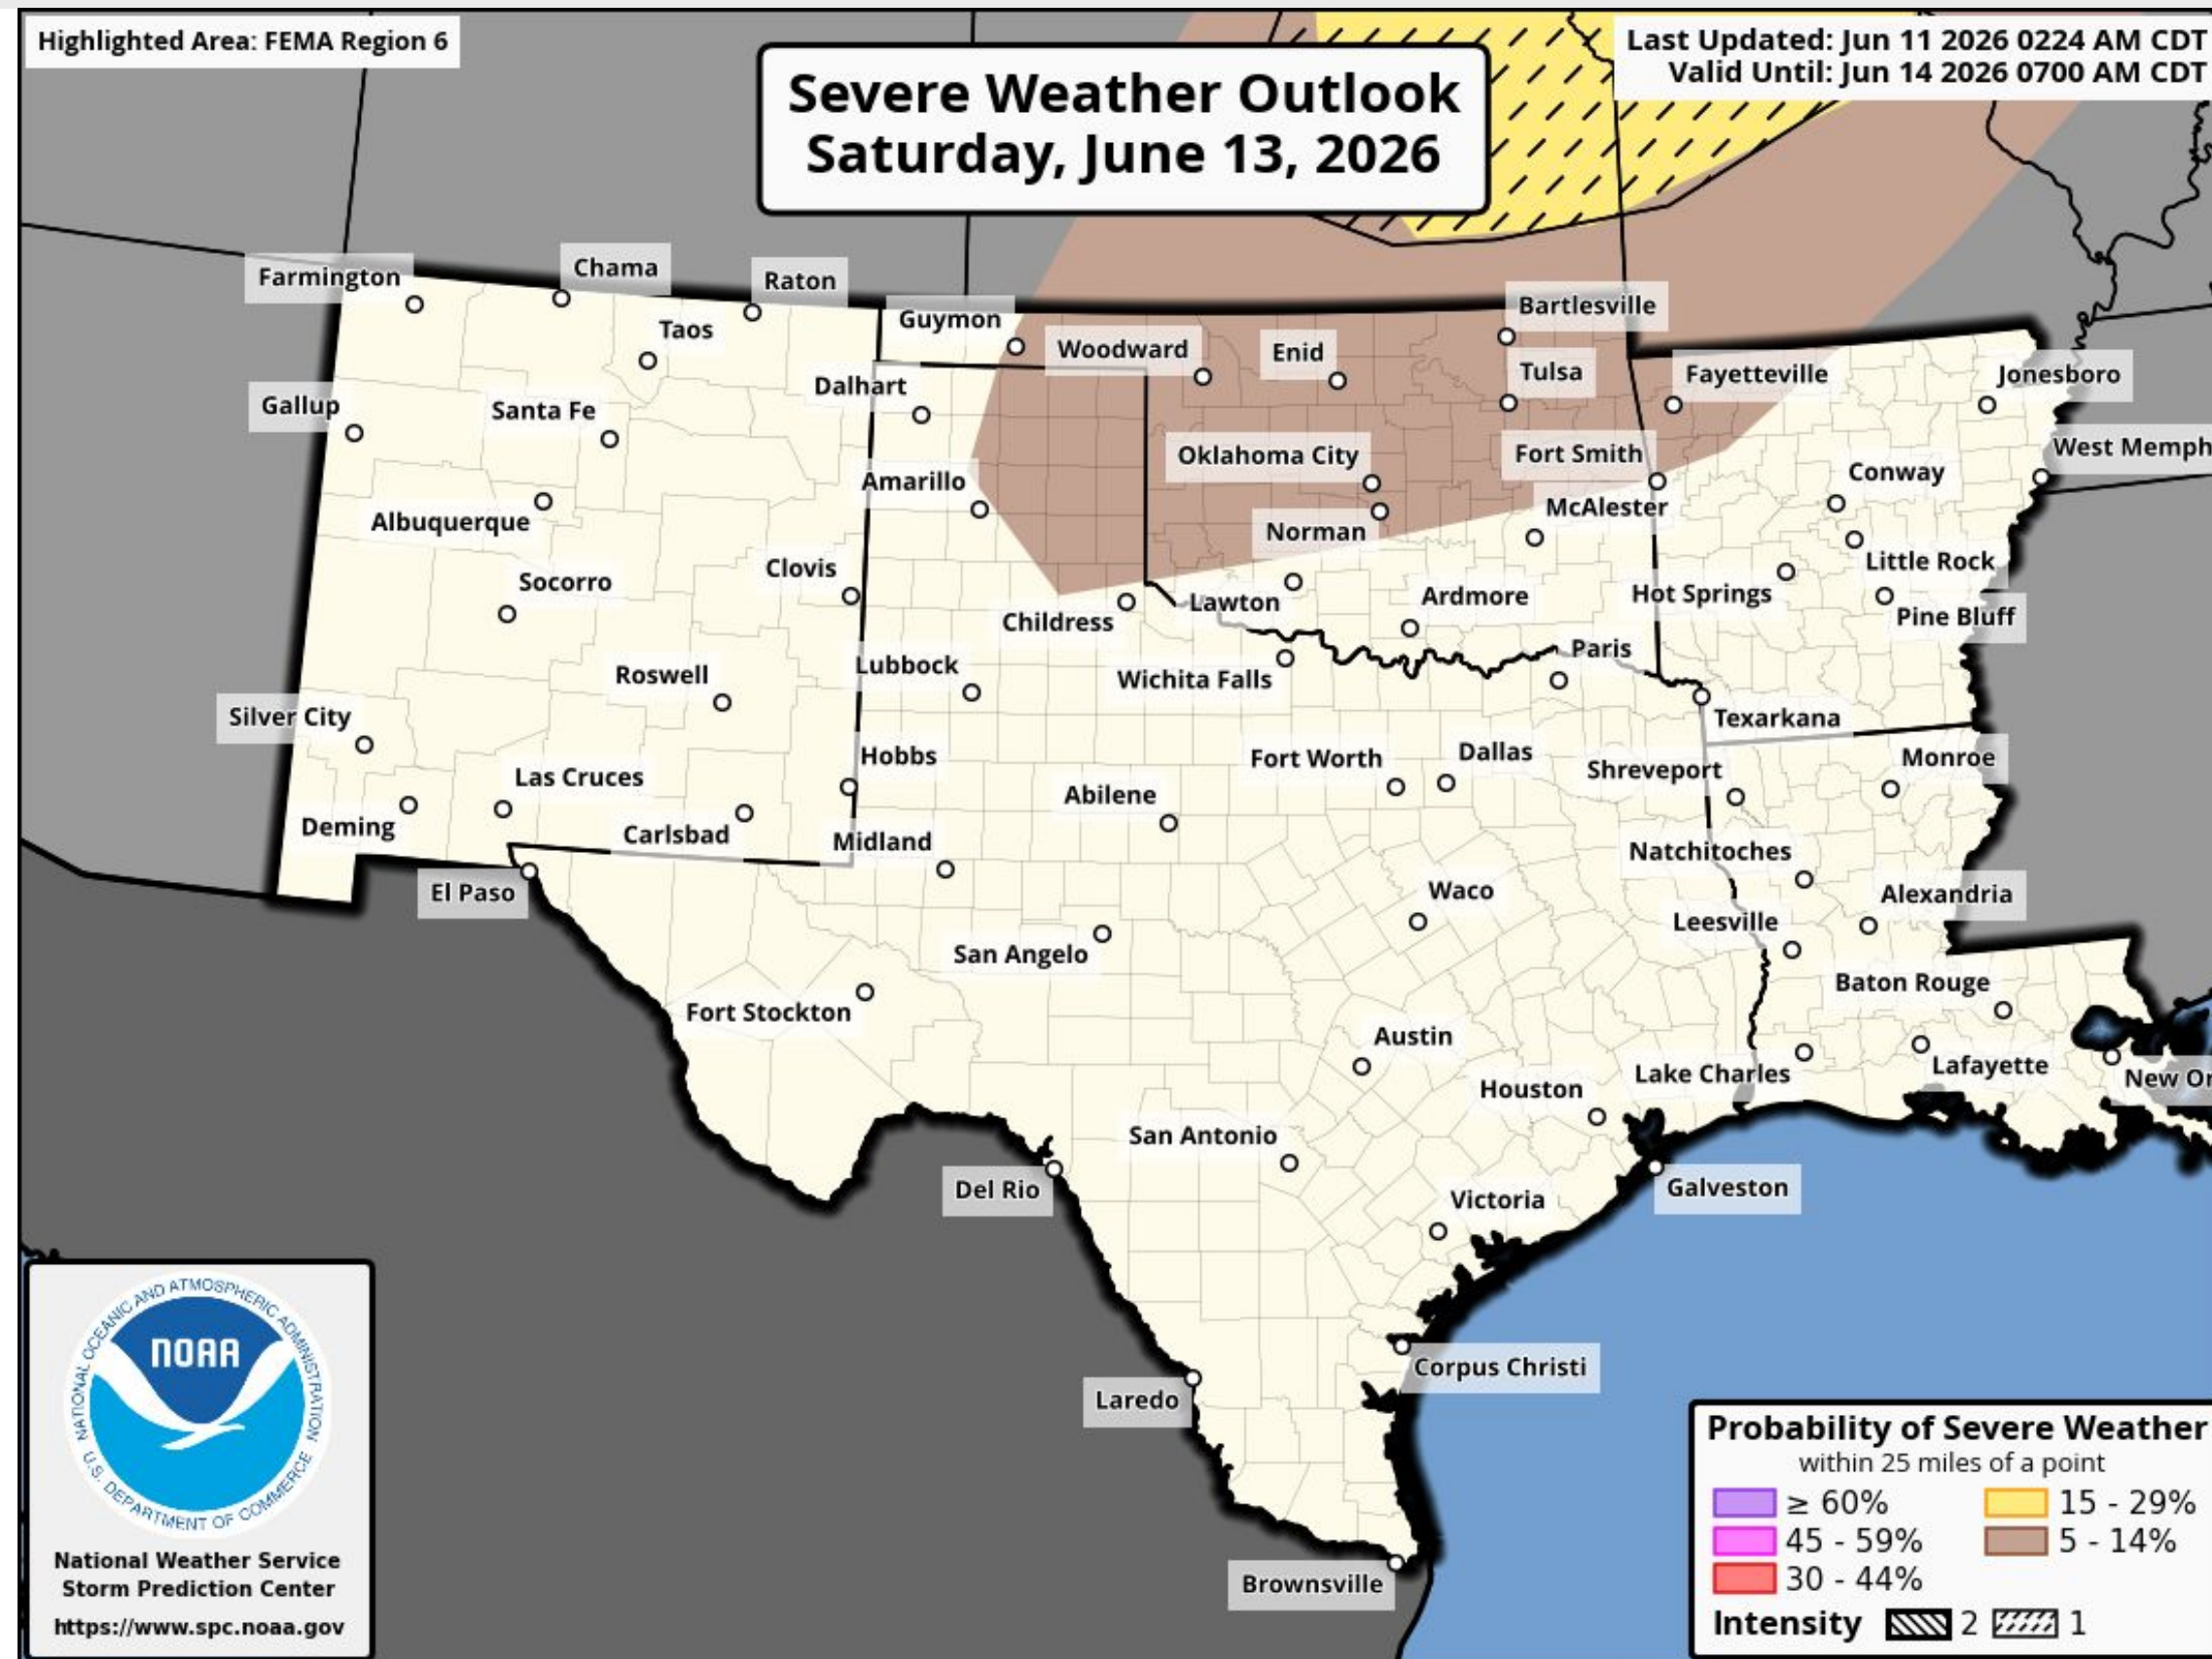 Highlighted Area: FEMA Region 6
Severe Weather Outlook
Saturday, June 13, 2026
Last Updated: Jun 11 2026 0224 AM CDT
Valid Until: Jun 14 2026 0700 AM CDT
Farmington
Chama
Raton
Taos
Guymon
Woodward
Enid
Bartlesville
Tulsa
Fayetteville
Jonesboro
Dalhart
Gallup
Santa Fe
Oklahoma City
Fort Smith
West Memph
Conway
Amarillo
Albuquerque
Norman
McAlester
Clovis
Little Rock
Socorro
Childress
Lawton
Ardmore
Hot Springs
Pine Bluff
Paris
Lubbock
Roswell
Wichita Falls
Silver City
Texarkana
Hobbs
Fort Worth
Dallas
Shreveport
Monroe
Las Cruces
Abilene
Deming
Carlsbad
Midland
Natchitoches
El Paso
Waco
Alexandria
Leesville
San Angelo
Baton Rouge
Fort Stockton
Austin
Houston
Lake Charles
Lafayette
New Or
San Antonio
Del Rio
Galveston
Victoria
Corpus Christi
Laredo
Brownsville
NATIONAL OCEANIC AND ATMOSPHERIC ADMINISTRATION
NOAA
U.S. DEPARTMENT OF COMMERCE
National Weather Service
Storm Prediction Center
https://www.spc.noaa.gov
Probability of Severe Weather
within 25 miles of a point
≥ 60%
15 - 29%
45 - 59%
5 - 14%
30 - 44%
Intensity 2 1